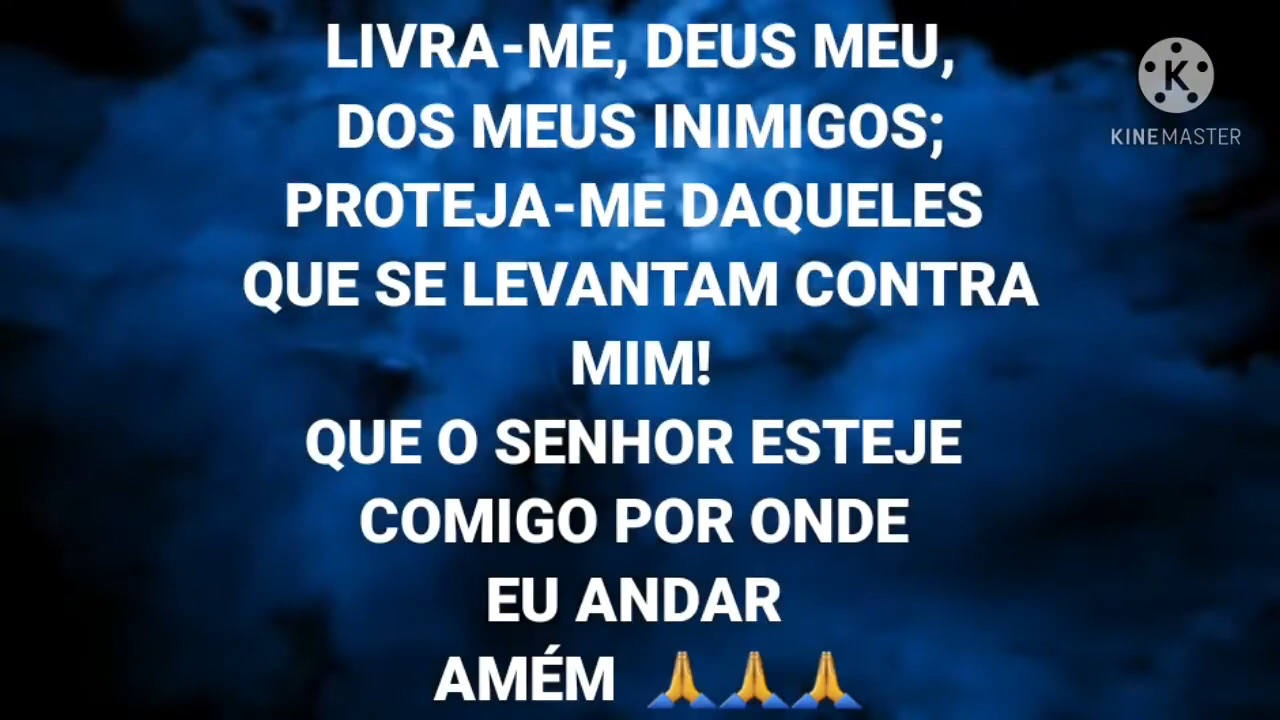 LIVRA-ME, DEUS MEU,
DOS MEUS INIMIGOS;
PROTEJA-ME DAQUELES
QUE SE LEVANTAM CONTRA
MIM!
QUE O SENHOR ESTEJE
COMIGO POR ONDE
EU ANDAR
AMÉM 🙏🙏🙏
K
KINEMASTER